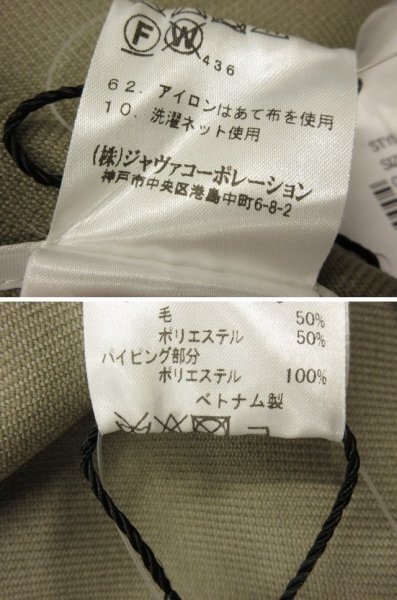 F W
436
62. アイロンはあて布を使用
10. 洗濯ネット使用
(株)ジャヴァコーポレーション
神戸市中央区港島中町6-8-2
毛 50%
ポリエステル 50%
パイピング部分
ポリエステル 100%
ベトナム製